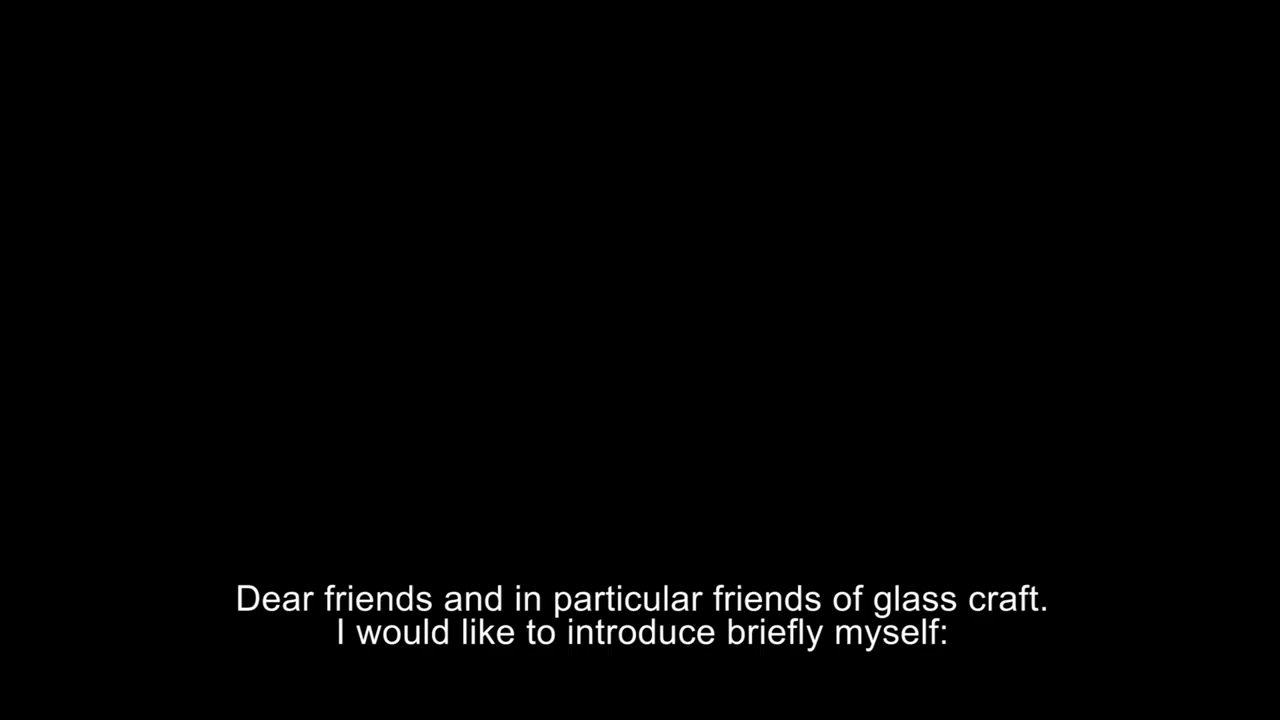 Dear friends and in particular friends of glass craft.
I would like to introduce briefly myself: